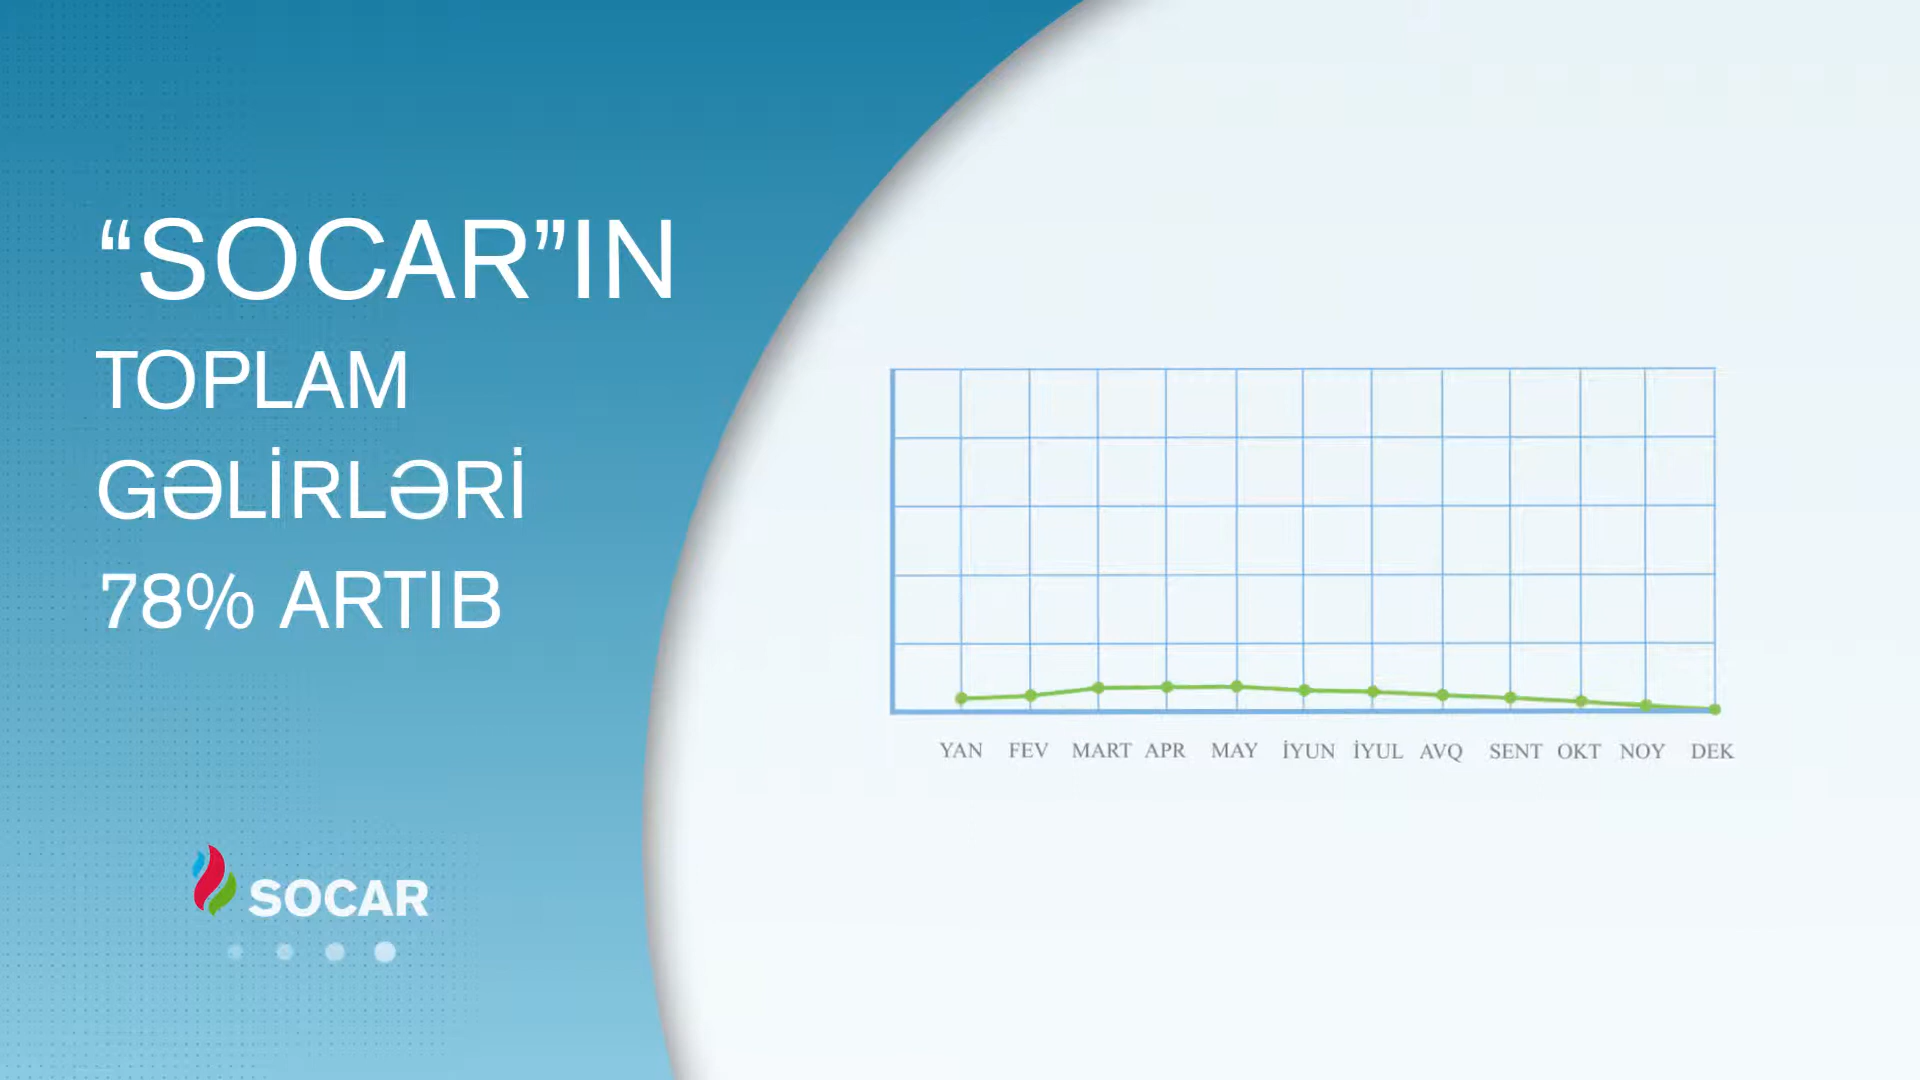 “SOCAR”IN
TOPLAM
GƏLİRLƏRİ
78% ARTIB
SOCAR
YAN FEV MART APR MAY İYUN İYUL AVQ SENT OKT NOY DEK